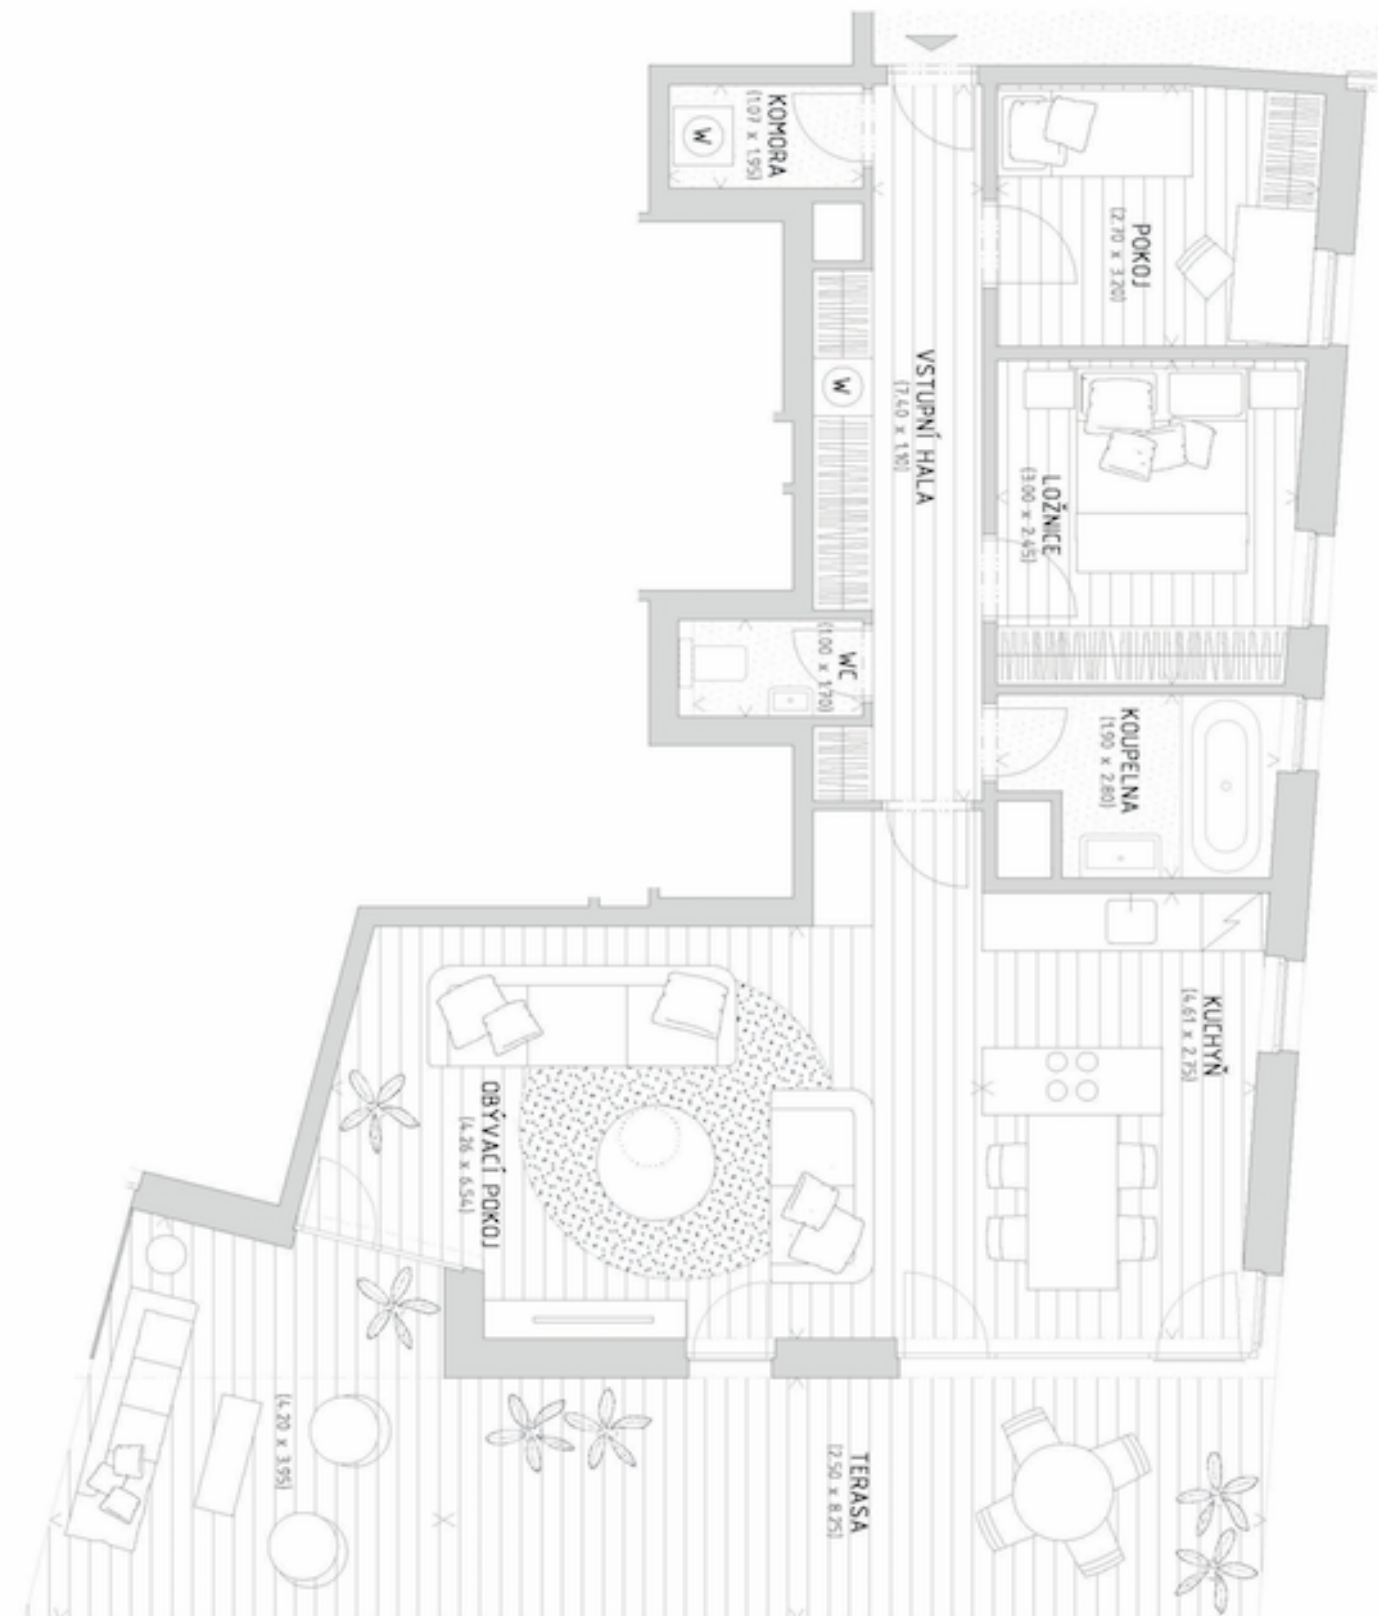 KOMORA
(1.07 x 1.95)
W
POKOJ
(2.70 x 3.20)
VSTUPNÍ HALA
(7.40 x 1.10)
W
LOŽNICE
(3.00 x 2.45)
WC
(1.00 x 1.70)
KOUPELNA
(1.90 x 2.80)
KUCHYŇ
(4.61 x 2.75)
OBÝVACÍ POKOJ
(4.26 x 6.54)
(4.20 x 3.95)
TERASA
(2.50 x 8.25)